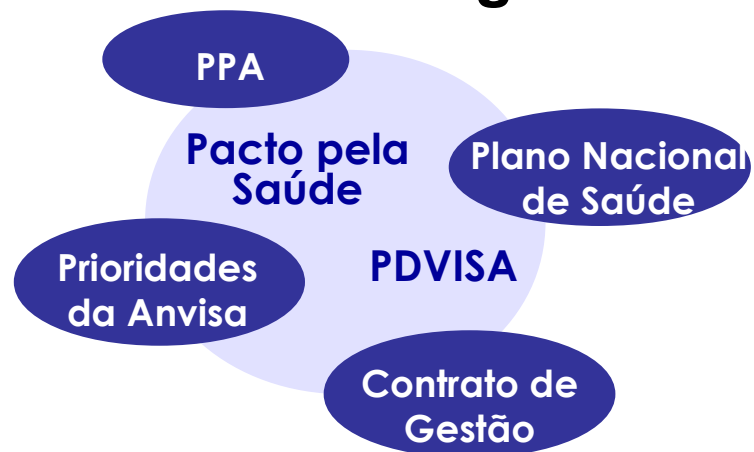 PPA
Pacto pela
Saúde
Plano Nacional
de Saúde
PDVISA
Prioridades
da Anvisa
Contrato de
Gestão